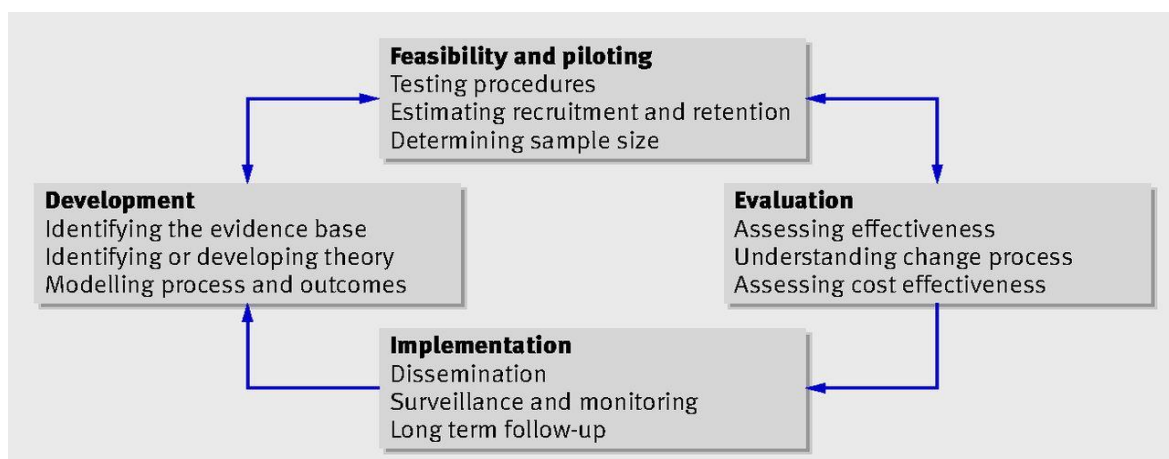 Feasibility and piloting
Testing procedures
Estimating recruitment and retention
Determining sample size
Development
Identifying the evidence base
Identifying or developing theory
Modelling process and outcomes
Evaluation
Assessing effectiveness
Understanding change process
Assessing cost effectiveness
Implementation
Dissemination
Surveillance and monitoring
Long term follow-up